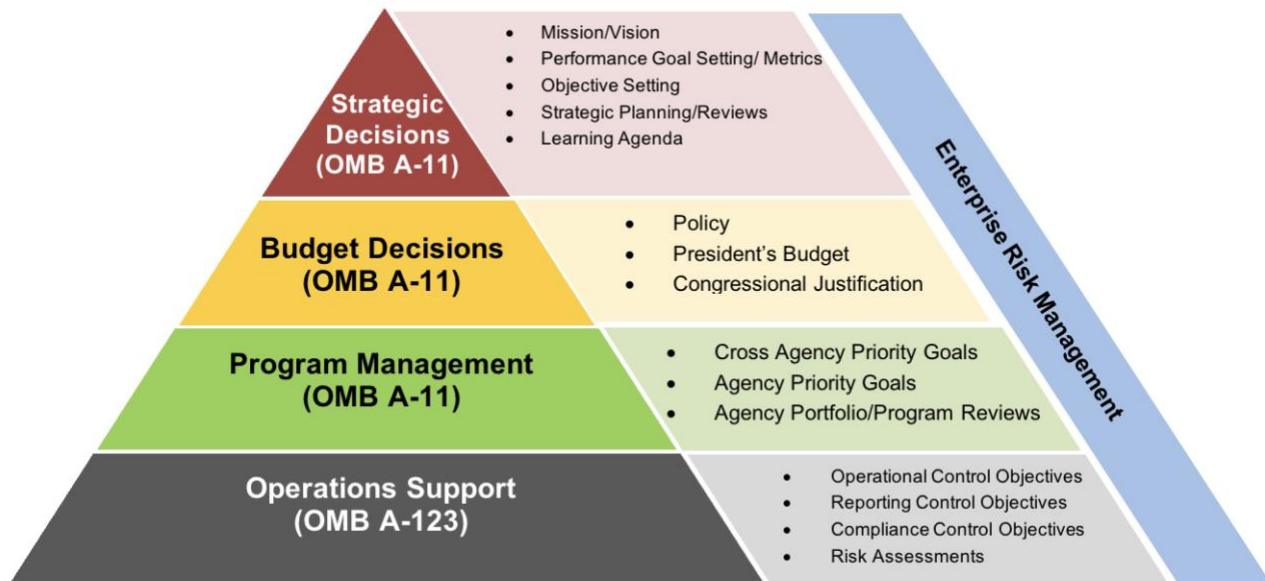 Strategic
Decisions
(OMB A-11)
• Mission/Vision
• Performance Goal Setting/ Metrics
• Objective Setting
• Strategic Planning/Reviews
• Learning Agenda
Budget Decisions
(OMB A-11)
• Policy
• President’s Budget
• Congressional Justification
Program Management
(OMB A-11)
• Cross Agency Priority Goals
• Agency Priority Goals
• Agency Portfolio/Program Reviews
Operations Support
(OMB A-123)
• Operational Control Objectives
• Reporting Control Objectives
• Compliance Control Objectives
• Risk Assessments
Enterprise Risk Management